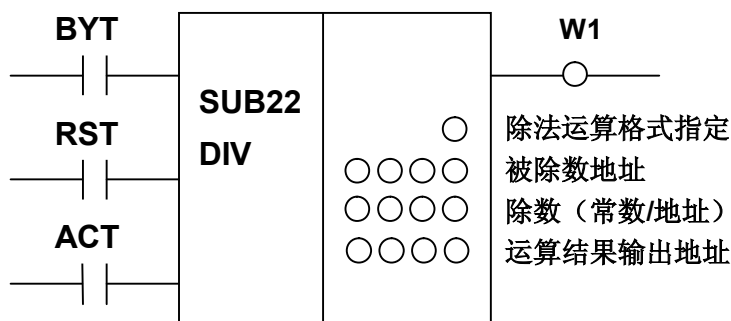 BYT
W1
SUB22
DIV
RST
ACT
除法运算格式指定
被除数地址
除数（常数/地址）
运算结果输出地址